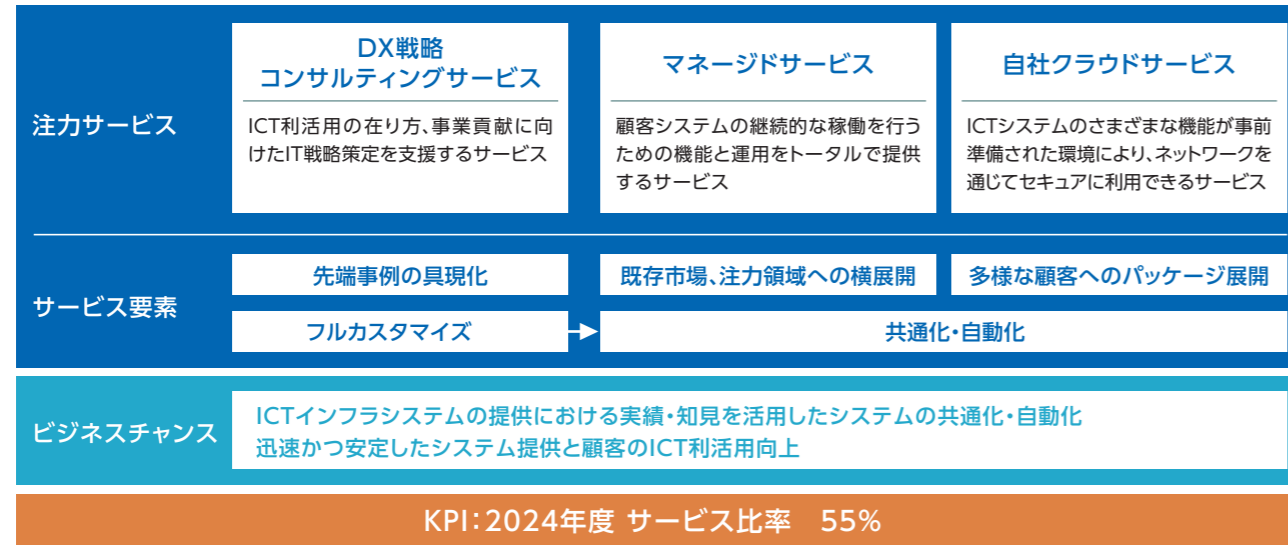 注力サービス
DX戦略
コンサルティングサービス
ICT利活用の在り方、事業貢献に向
けたIT戦略策定を支援するサービス
マネージドサービス
顧客システムの継続的な稼働を行う
ための機能と運用をトータルで提供
するサービス
自社クラウドサービス
ICTシステムのさまざまな機能が事前
準備された環境により、ネットワークを
通じてセキュアに利用できるサービス
サービス要素
先端事例の具現化
既存市場、注力領域への横展開
多様な顧客へのパッケージ展開
フルカスタマイズ
共通化・自動化
ビジネスチャンス
ICTインフラシステムの提供における実績・知見を活用したシステムの共通化・自動化
迅速かつ安定したシステム提供と顧客のICT利活用向上
KPI：2024年度 サービス比率　55%